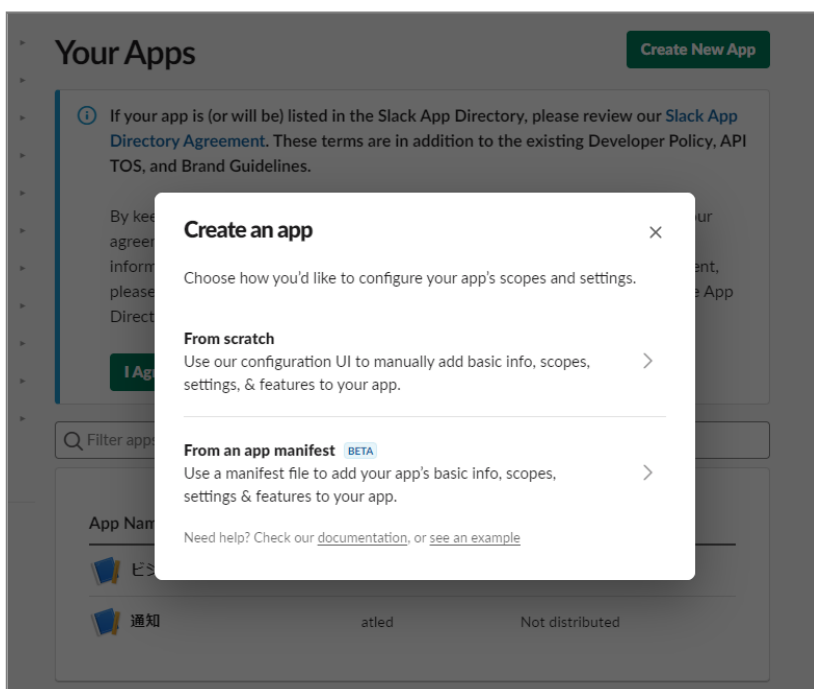 Your Apps
Create New App
If your app is (or will be) listed in the Slack App Directory, please review our Slack App
Directory Agreement. These terms are in addition to the existing Developer Policy, API
TOS, and Brand Guidelines.
By
Create an app
Choose how you'd like to configure your app's scopes and settings.
From scratch
Use our configuration UI to manually add basic info, scopes,
settings, & features to your app.
From an app manifest BETA
Use a manifest file to add your app's basic info, scopes,
settings & features to your app.
Need help? Check our documentation, or see an example
please
App
I
Filter
App
通知 atled Not distributed